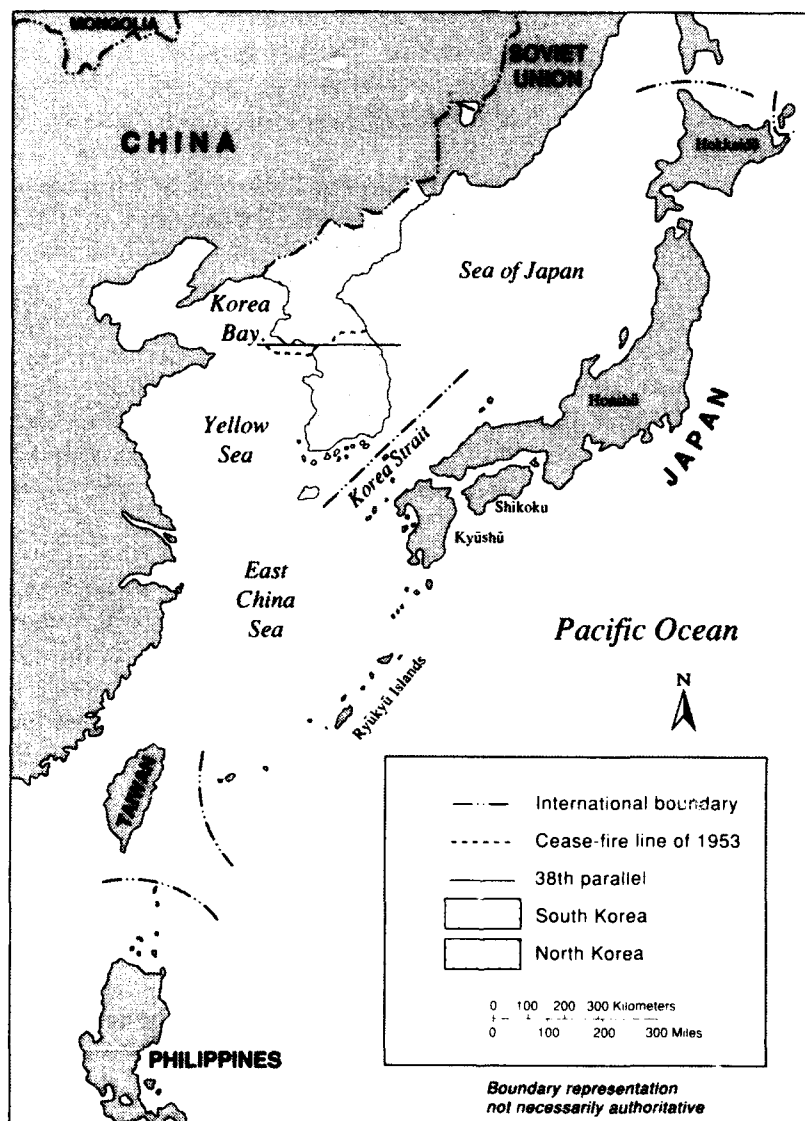 MONGOLIA
SOVIET
UNION
CHINA
Hokkaidō
Sea of Japan
Korea
Bay
Honshū
JAPAN
Yellow
Sea
Korea Strait
Shikoku
Kyūshū
East
China
Sea
Pacific Ocean
Ryūkyū Islands
N
TAIWAN
International boundary
Cease-fire line of 1953
38th parallel
South Korea
North Korea
0 100 200 300 Kilometers
0 100 200 300 Miles
PHILIPPINES
Boundary representation
not necessarily authoritative